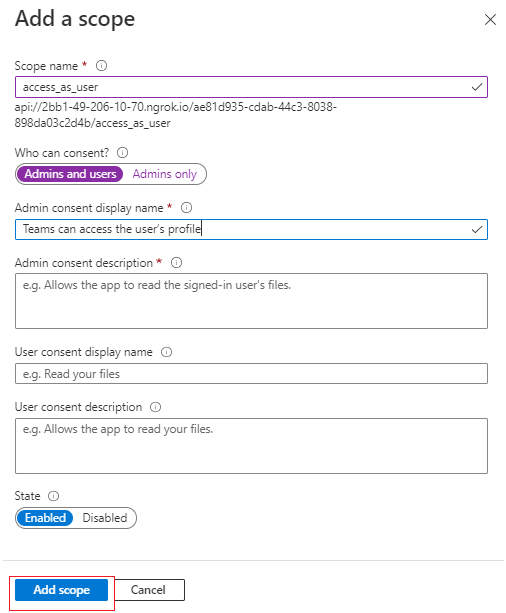 Add a scope
Scope name *
access_as_user
api://2bb1-49-206-10-70.ngrok.io/ae81d935-cdab-44c3-8038-
898da03c2d4b/access_as_user
Who can consent?
Admins and users Admins only
Admin consent display name *
Teams can access the user's profile
Admin consent description *
e.g. Allows the app to read the signed-in user's files.
User consent display name
e.g. Read your files
User consent description
e.g. Allows the app to read your files.
State
Enabled Disabled
Add scope Cancel